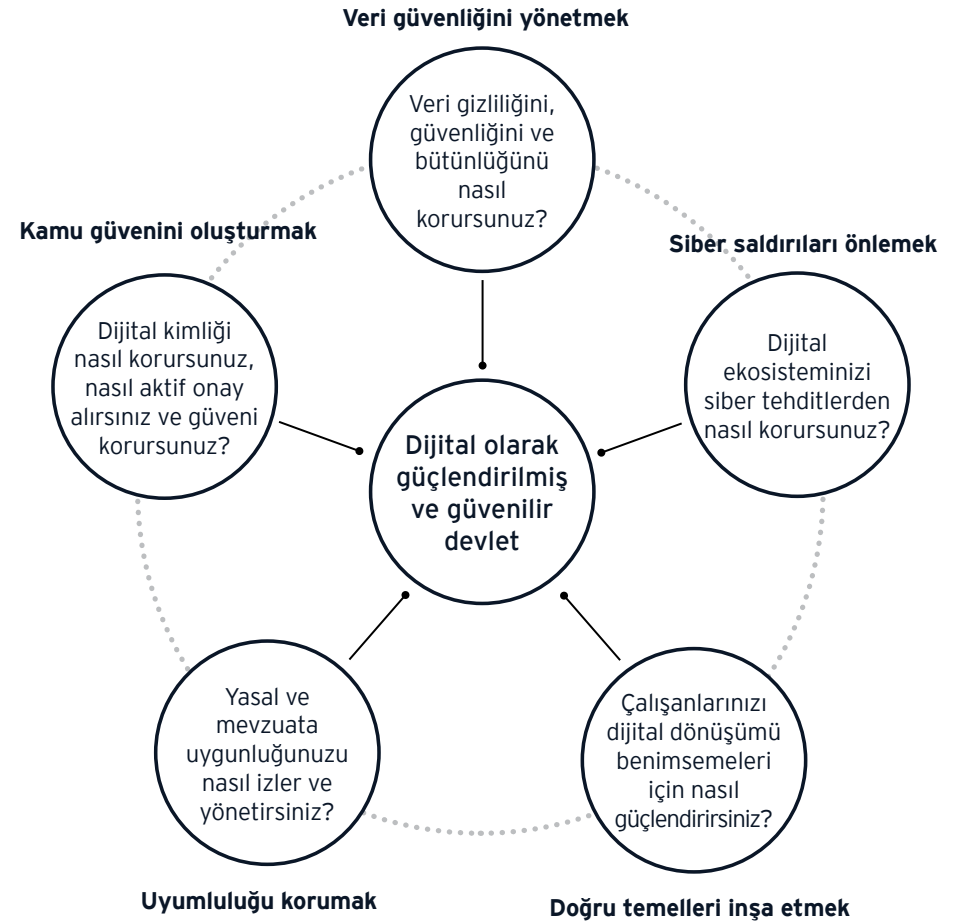 Veri güvenliğini yönetmek
Veri gizliliğini,
güvenliğini ve
bütünlüğünü
nasıl
korursunuz?
Kamu güvenini oluşturmak
Dijital kimliği
nasıl korursunuz,
nasıl aktif onay
alırsınız ve güveni
korursunuz?
Siber saldırıları önlemek
Dijital
ekosisteminizi
siber tehditlerden
nasıl korursunuz?
Dijital olarak
güçlendirilmiş
ve güvenilir
devlet
Yasal ve
mevzuata
uygunluğunuzu
nasıl izler ve
yönetirsiniz?
Uyumluluğu korumak
Çalışanlarınızı
dijital dönüşümü
benimsemeleri
için nasıl
güçlendirirsiniz?
Doğru temelleri inşa etmek